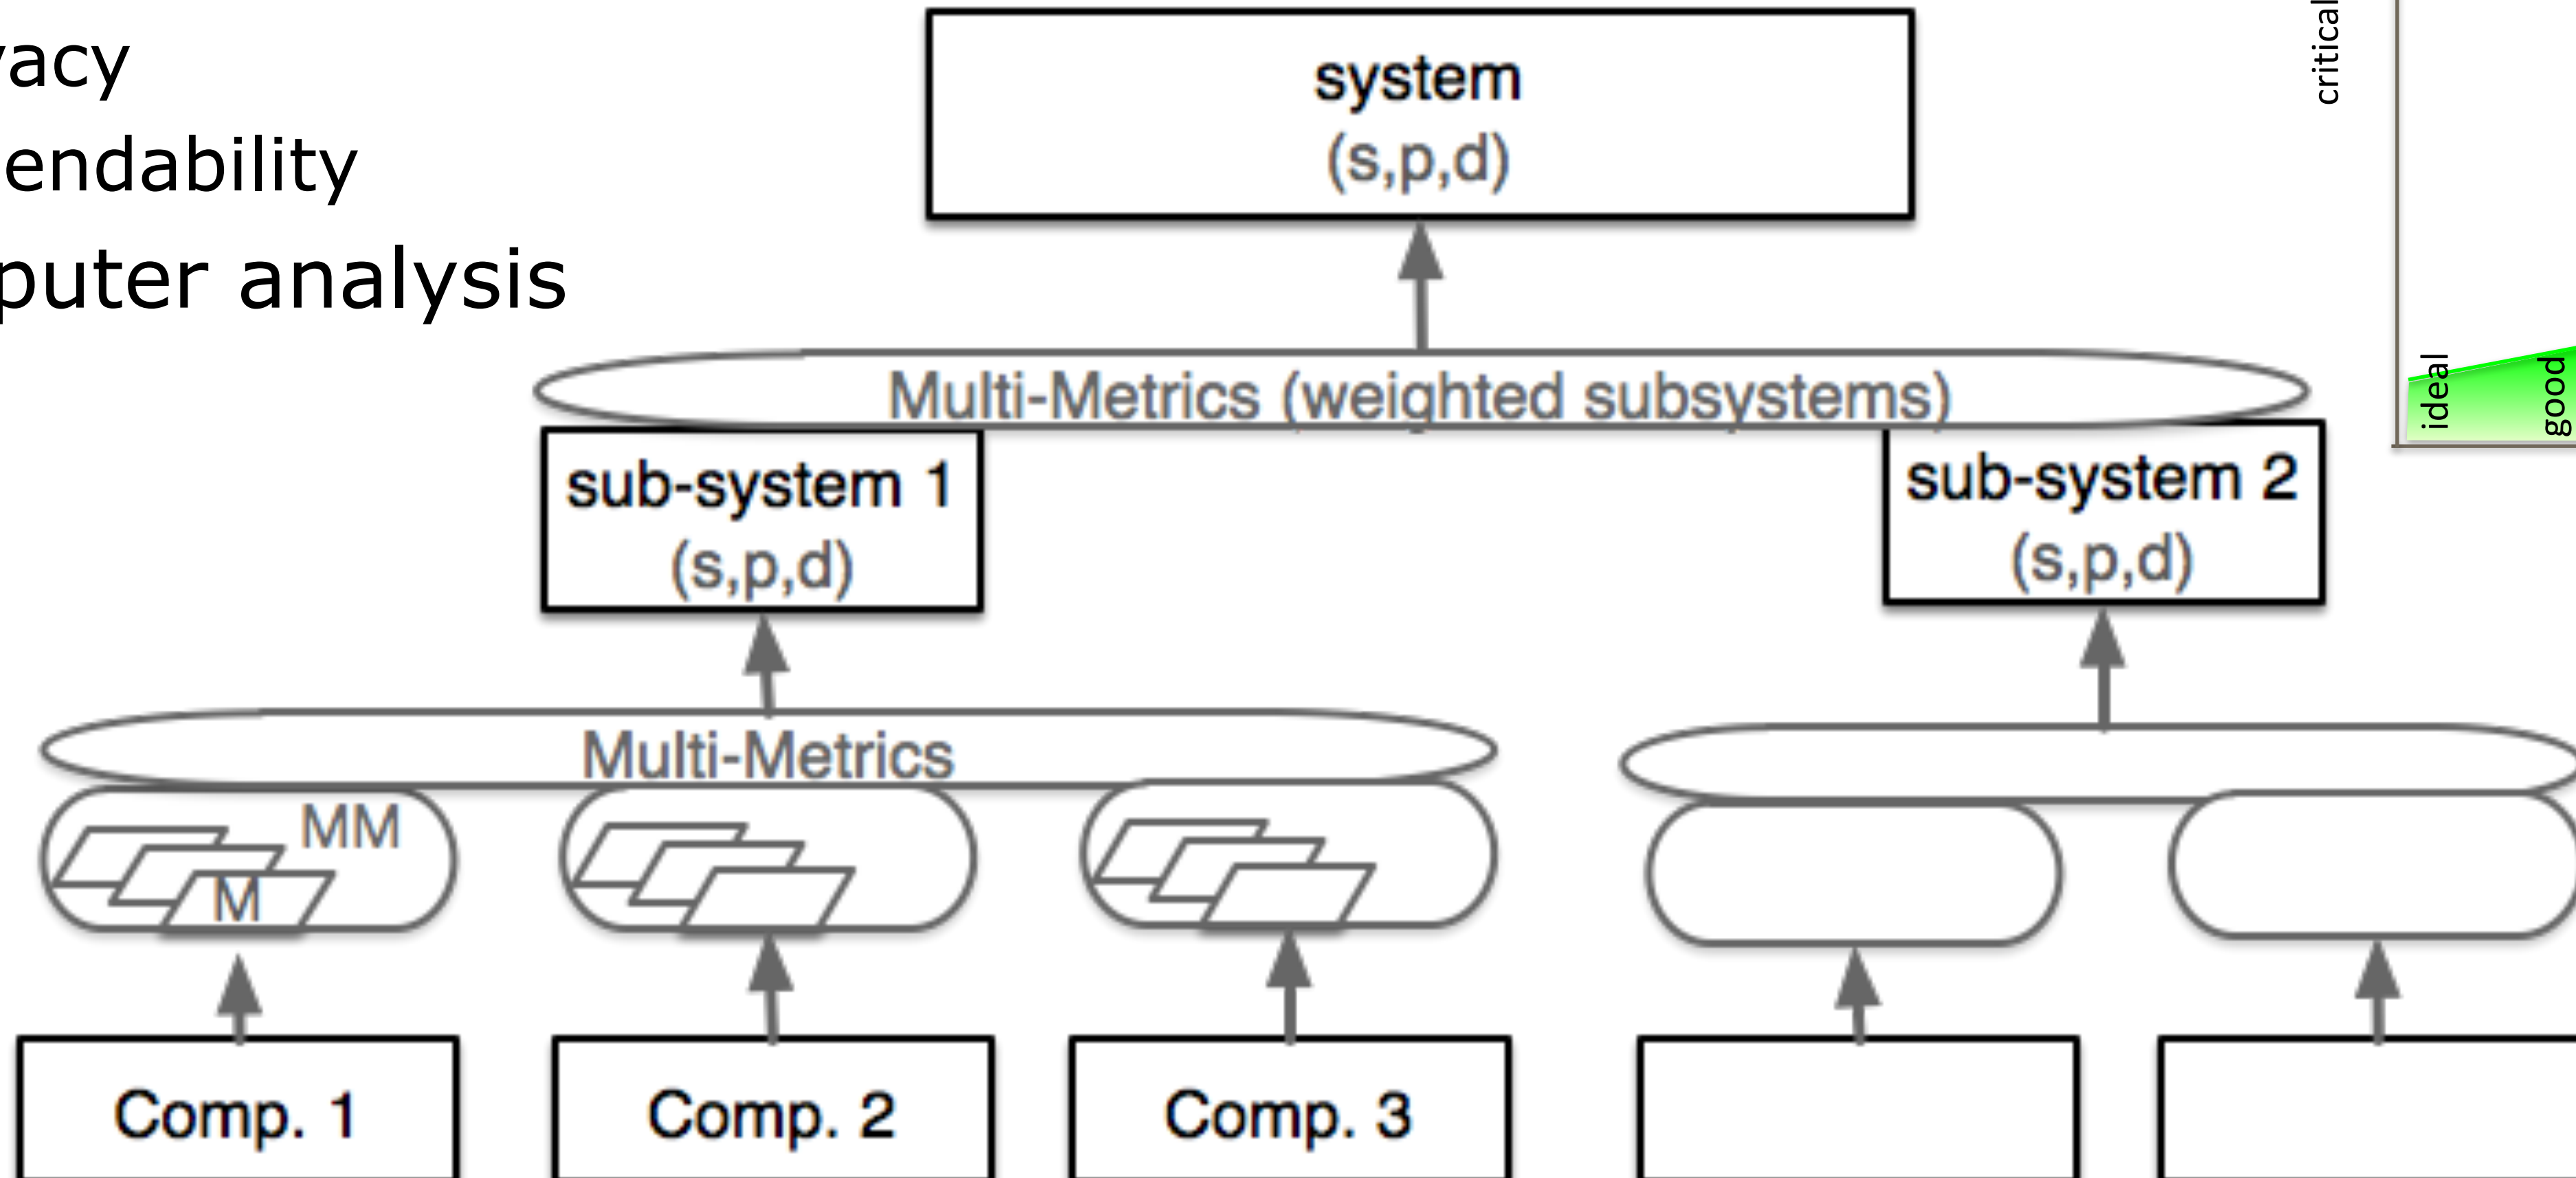 vacy
endability
puter analysis
system
(s,p,d)
critical
ideal
good
Multi-Metrics (weighted subsystems)
sub-system 1
(s,p,d)
sub-system 2
(s,p,d)
Multi-Metrics
MM
M
Comp. 1
Comp. 2
Comp. 3